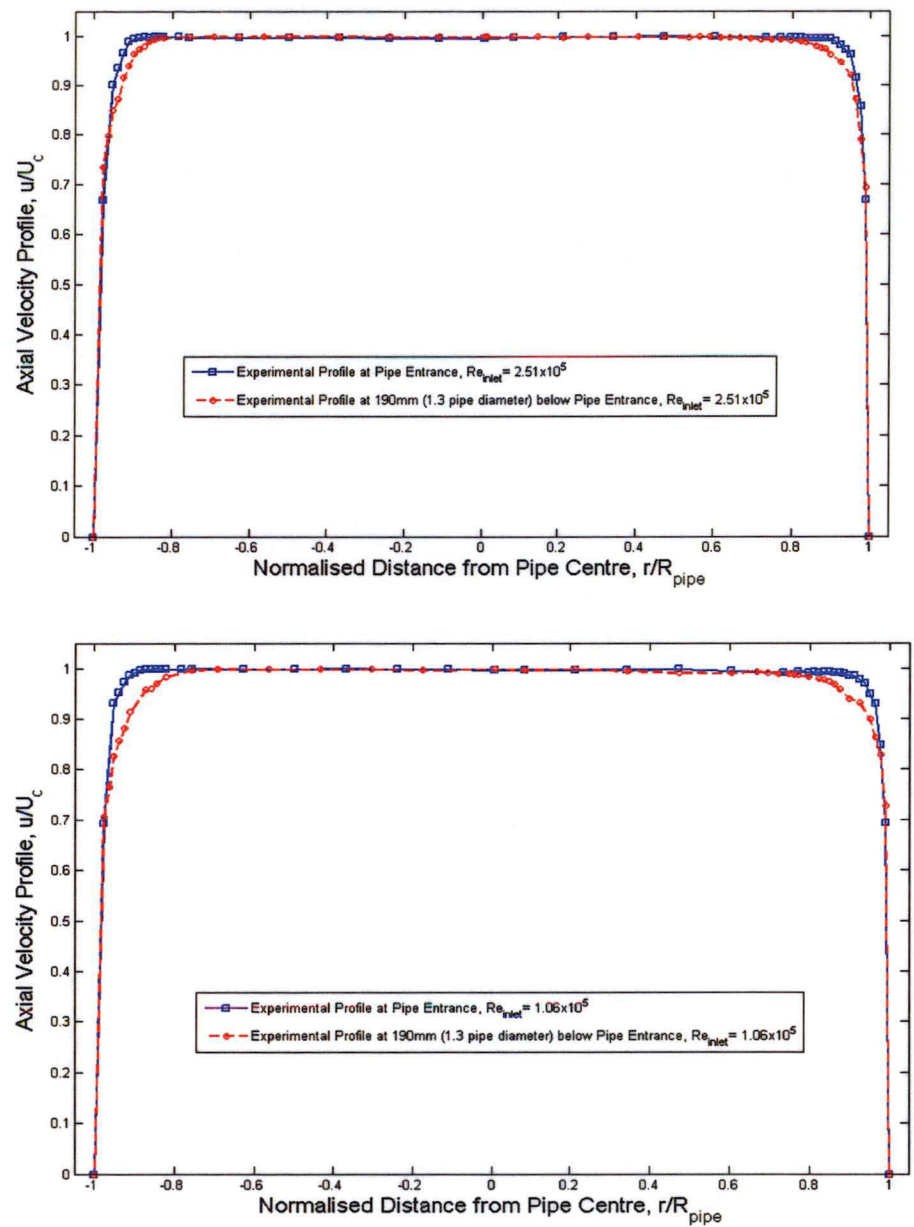 1
0.9
0.8
0.7
0.6
0.5
0.4
0.3
0.2
0.1
0
Axial Velocity Profile, u/U_c
Experimental Profile at Pipe Entrance, Re_inlet= 2.51x10^5
Experimental Profile at 190mm (1.3 pipe diameter) below Pipe Entrance, Re_inlet= 2.51x10^5
-1 -0.8 -0.6 -0.4 -0.2 0 0.2 0.4 0.6 0.8 1
Normalised Distance from Pipe Centre, r/R_pipe
1
0.9
0.8
0.7
0.6
0.5
0.4
0.3
0.2
0.1
0
Axial Velocity Profile, u/U_c
Experimental Profile at Pipe Entrance, Re_inlet= 1.06x10^5
Experimental Profile at 190mm (1.3 pipe diameter) below Pipe Entrance, Re_inlet= 1.06x10^5
-1 -0.8 -0.6 -0.4 -0.2 0 0.2 0.4 0.6 0.8 1
Normalised Distance from Pipe Centre, r/R_pipe